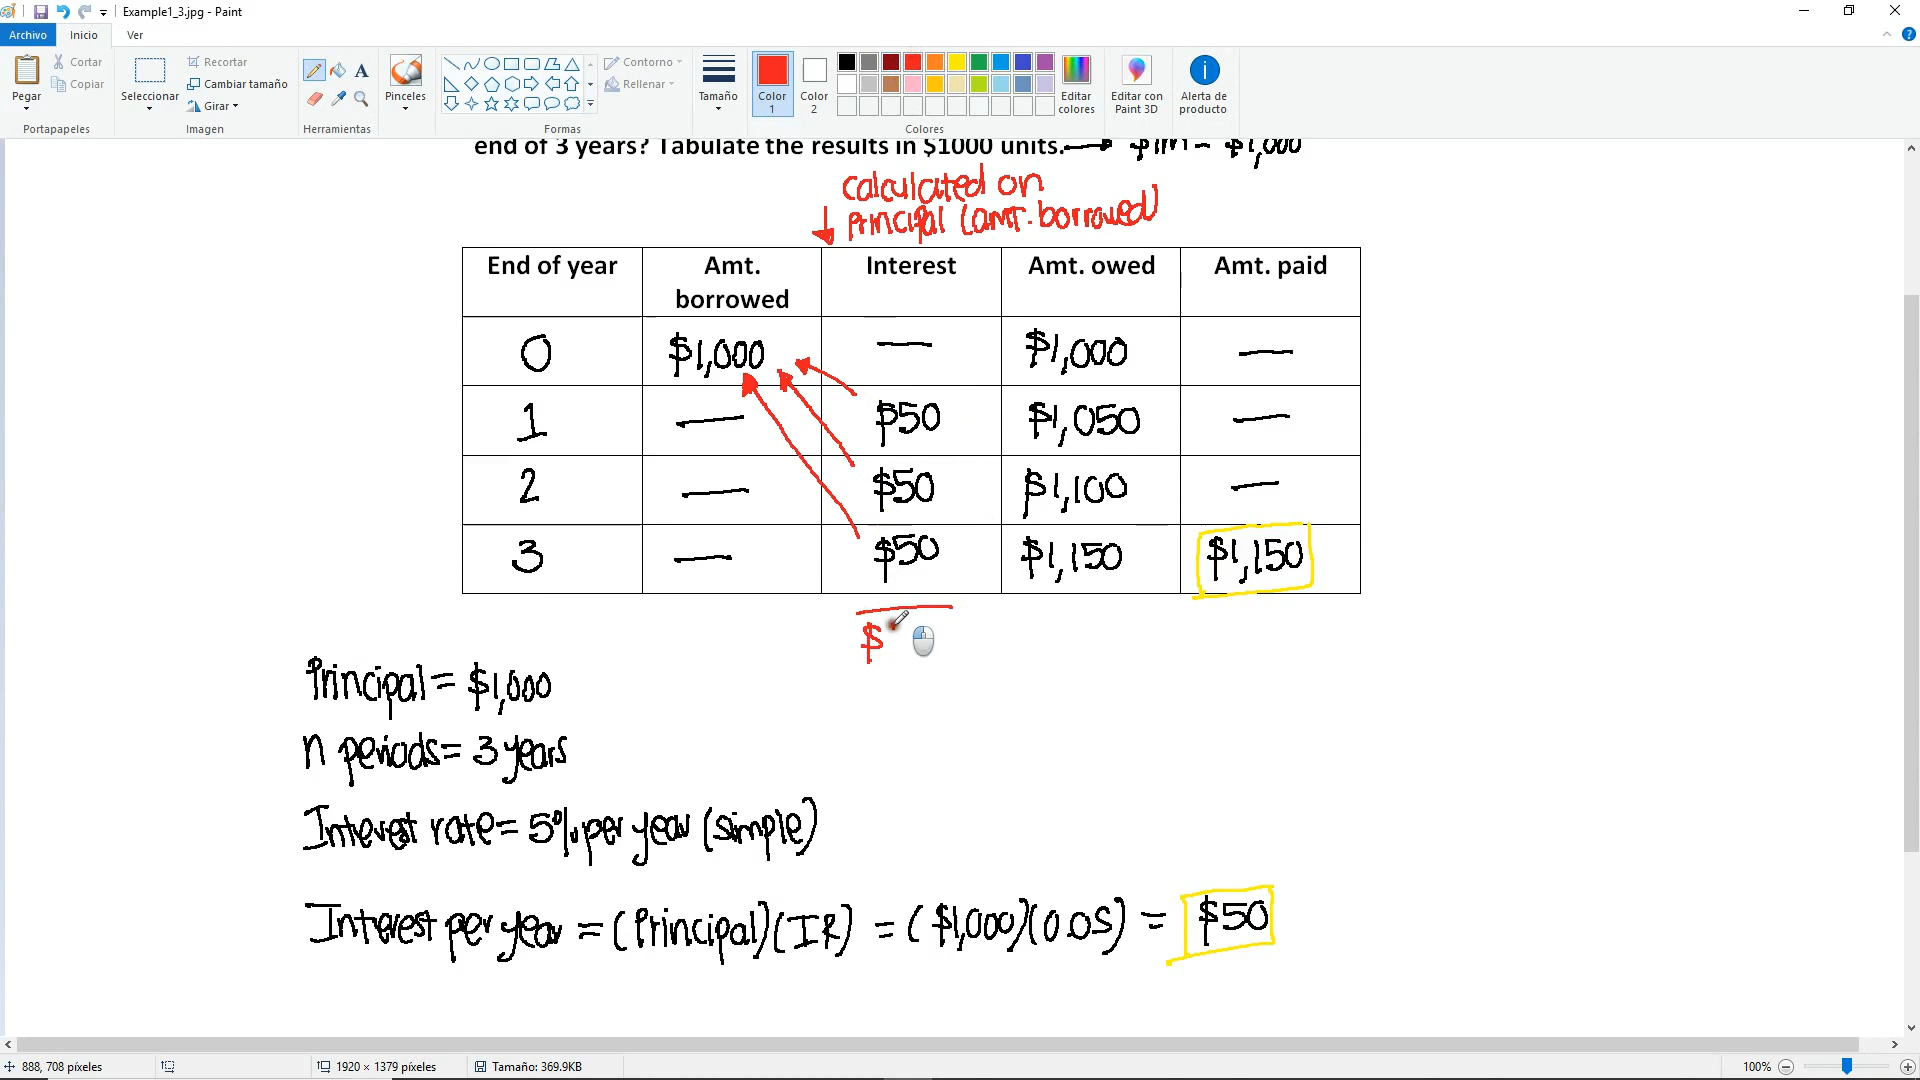 Example1_3.jpg - Paint
Archivo Inicio Ver
Pegar
Cortar
Copiar
Portapapeles
Seleccionar
Recortar
Cambiar tamaño
Girar
Imagen
Herramientas
Pinceles
Contorno
Rellenar
Formas
Tamaño
Color 1
Color 2
Editar colores
Colores
Editar con Paint 3D
Alerta de producto
end of 3 years? Tabulate the results in $1000 units. → $1M = $1,000
calculated on
principal (amt. borrowed)
End of year Amt. borrowed Interest Amt. owed Amt. paid
0 $1,000 — $1,000 —
1 — $50 $1,050 —
2 — $50 $1,100 —
3 — $50 $1,150 $1,150
$
Principal = $1,000
n periods = 3 years
Interest rate = 5% per year (simple)
Interest per year = (Principal)(IR) = ($1,000)(0.05) = $50
888, 708 píxeles
1920 × 1379 píxeles
Tamaño: 369.9KB
100%